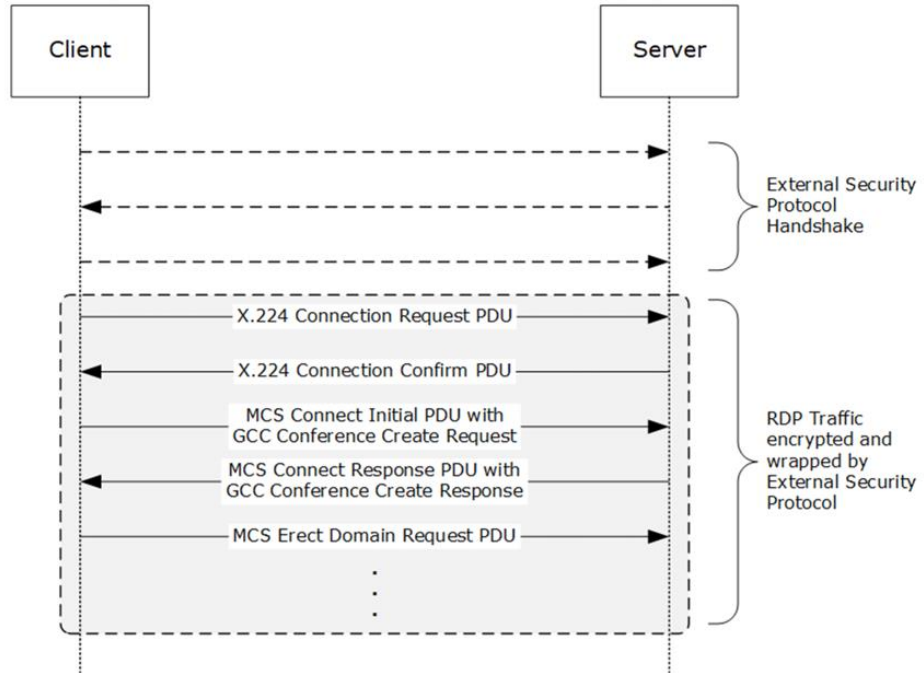 Client
Server
External Security
Protocol
Handshake
X.224 Connection Request PDU
X.224 Connection Confirm PDU
MCS Connect Initial PDU with
GCC Conference Create Request
MCS Connect Response PDU with
GCC Conference Create Response
MCS Erect Domain Request PDU
RDP Traffic
encrypted and
wrapped by
External Security
Protocol